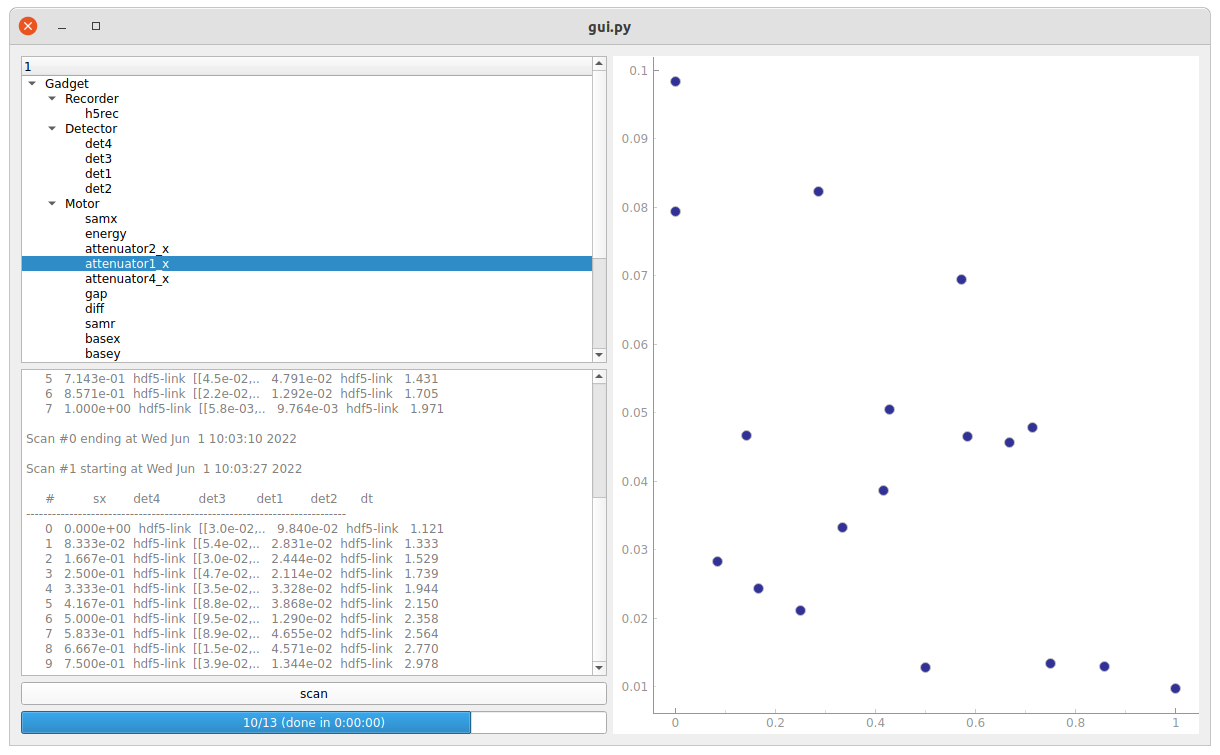 gui.py
1
Gadget
Recorder
h5rec
Detector
det4
det3
det1
det2
Motor
samx
energy
attenuator2_x
attenuator1_x
attenuator4_x
gap
diff
samr
basex
basey
5 7.143e-01 hdf5-link [[4.5e-02,.. 4.791e-02 hdf5-link 1.431
6 8.571e-01 hdf5-link [[2.2e-02,.. 1.292e-02 hdf5-link 1.705
7 1.000e+00 hdf5-link [[5.8e-03,.. 9.764e-03 hdf5-link 1.971
Scan #0 ending at Wed Jun 1 10:03:10 2022
Scan #1 starting at Wed Jun 1 10:03:27 2022
# sx det4 det3 det1 det2 dt
--------------------------------------------------------------------------
0 0.000e+00 hdf5-link [[3.0e-02,.. 9.840e-02 hdf5-link 1.121
1 8.333e-02 hdf5-link [[5.4e-02,.. 2.831e-02 hdf5-link 1.333
2 1.667e-01 hdf5-link [[3.0e-02,.. 2.444e-02 hdf5-link 1.529
3 2.500e-01 hdf5-link [[4.7e-02,.. 2.114e-02 hdf5-link 1.739
4 3.333e-01 hdf5-link [[3.5e-02,.. 3.328e-02 hdf5-link 1.944
5 4.167e-01 hdf5-link [[8.8e-02,.. 3.868e-02 hdf5-link 2.150
6 5.000e-01 hdf5-link [[9.5e-02,.. 1.290e-02 hdf5-link 2.358
7 5.833e-01 hdf5-link [[8.9e-02,.. 4.655e-02 hdf5-link 2.564
8 6.667e-01 hdf5-link [[1.5e-02,.. 4.571e-02 hdf5-link 2.770
9 7.500e-01 hdf5-link [[3.9e-02,.. 1.344e-02 hdf5-link 2.978
scan
10/13 (done in 0:00:00)
0.1
0.09
0.08
0.07
0.06
0.05
0.04
0.03
0.02
0.01
0 0.2 0.4 0.6 0.8 1